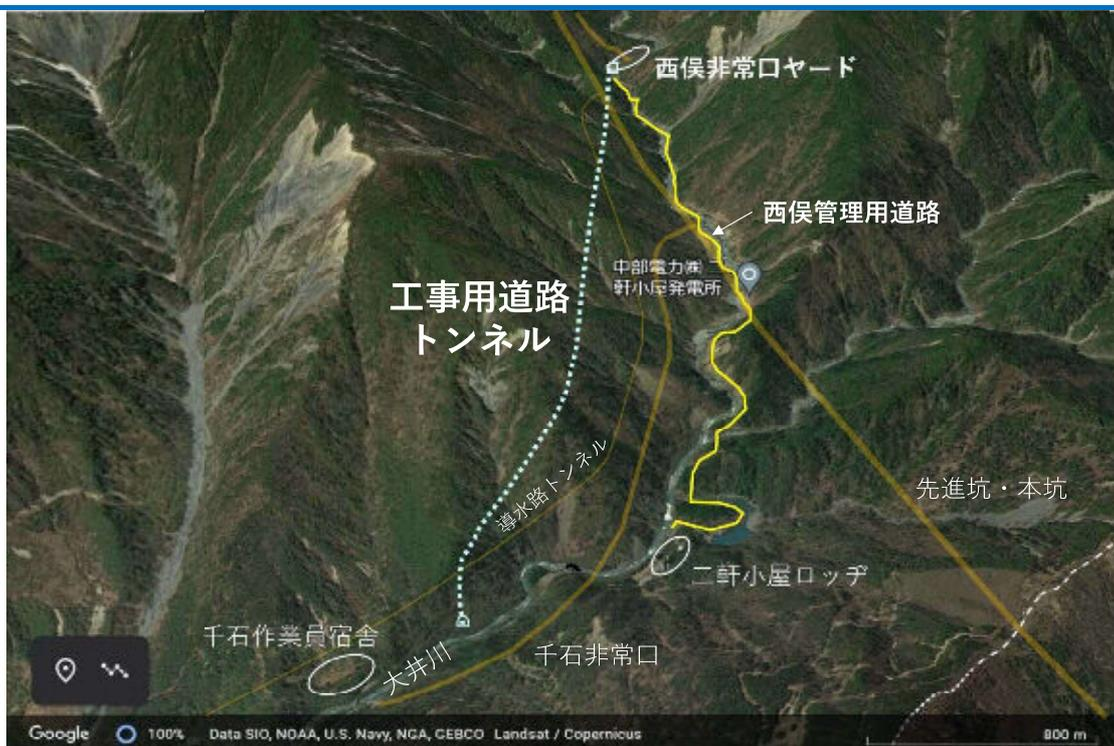 西俣非常口ヤード
西俣管理用道路
中部電力㈱ 二
軒小屋発電所
工事用道路
トンネル
導水路トンネル
先進坑・本坑
二軒小屋ロッヂ
千石作業員宿舎
大井川
千石非常口
Google 100% Data SIO, NOAA, U.S. Navy, NGA, GEBCO Landsat / Copernicus 800 m